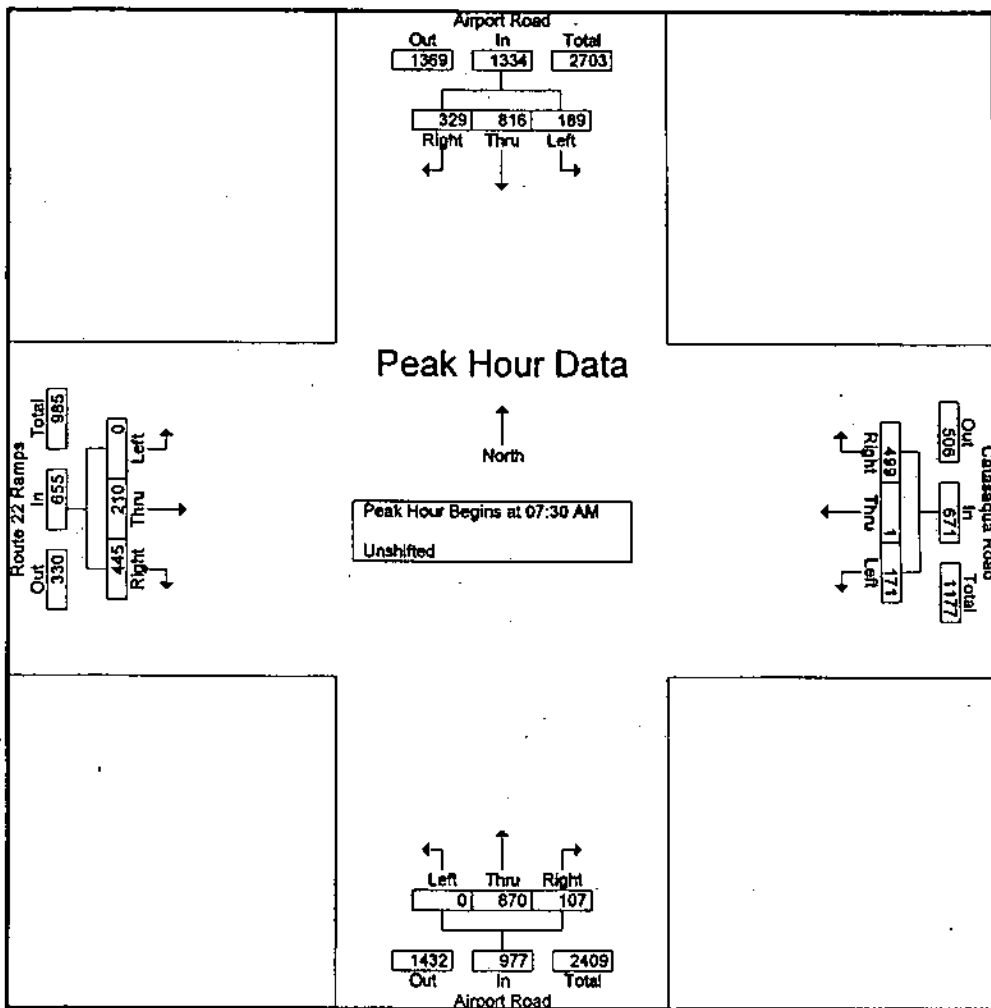 Airport Road
Out In Total
1369 1334 2703
329 816 189
Right Thru Left
Peak Hour Data
North
Peak Hour Begins at 07:30 AM
Unshifted
Route 22 Ramps
Out In Total
330 655 985
0 210 445
Left Thru Right
Catasaqua Road
Out In Total
506 671 1177
499 1 171
Right Thru Left
Left Thru Right
0 870 107
1432 977 2409
Out In Total
Airport Road